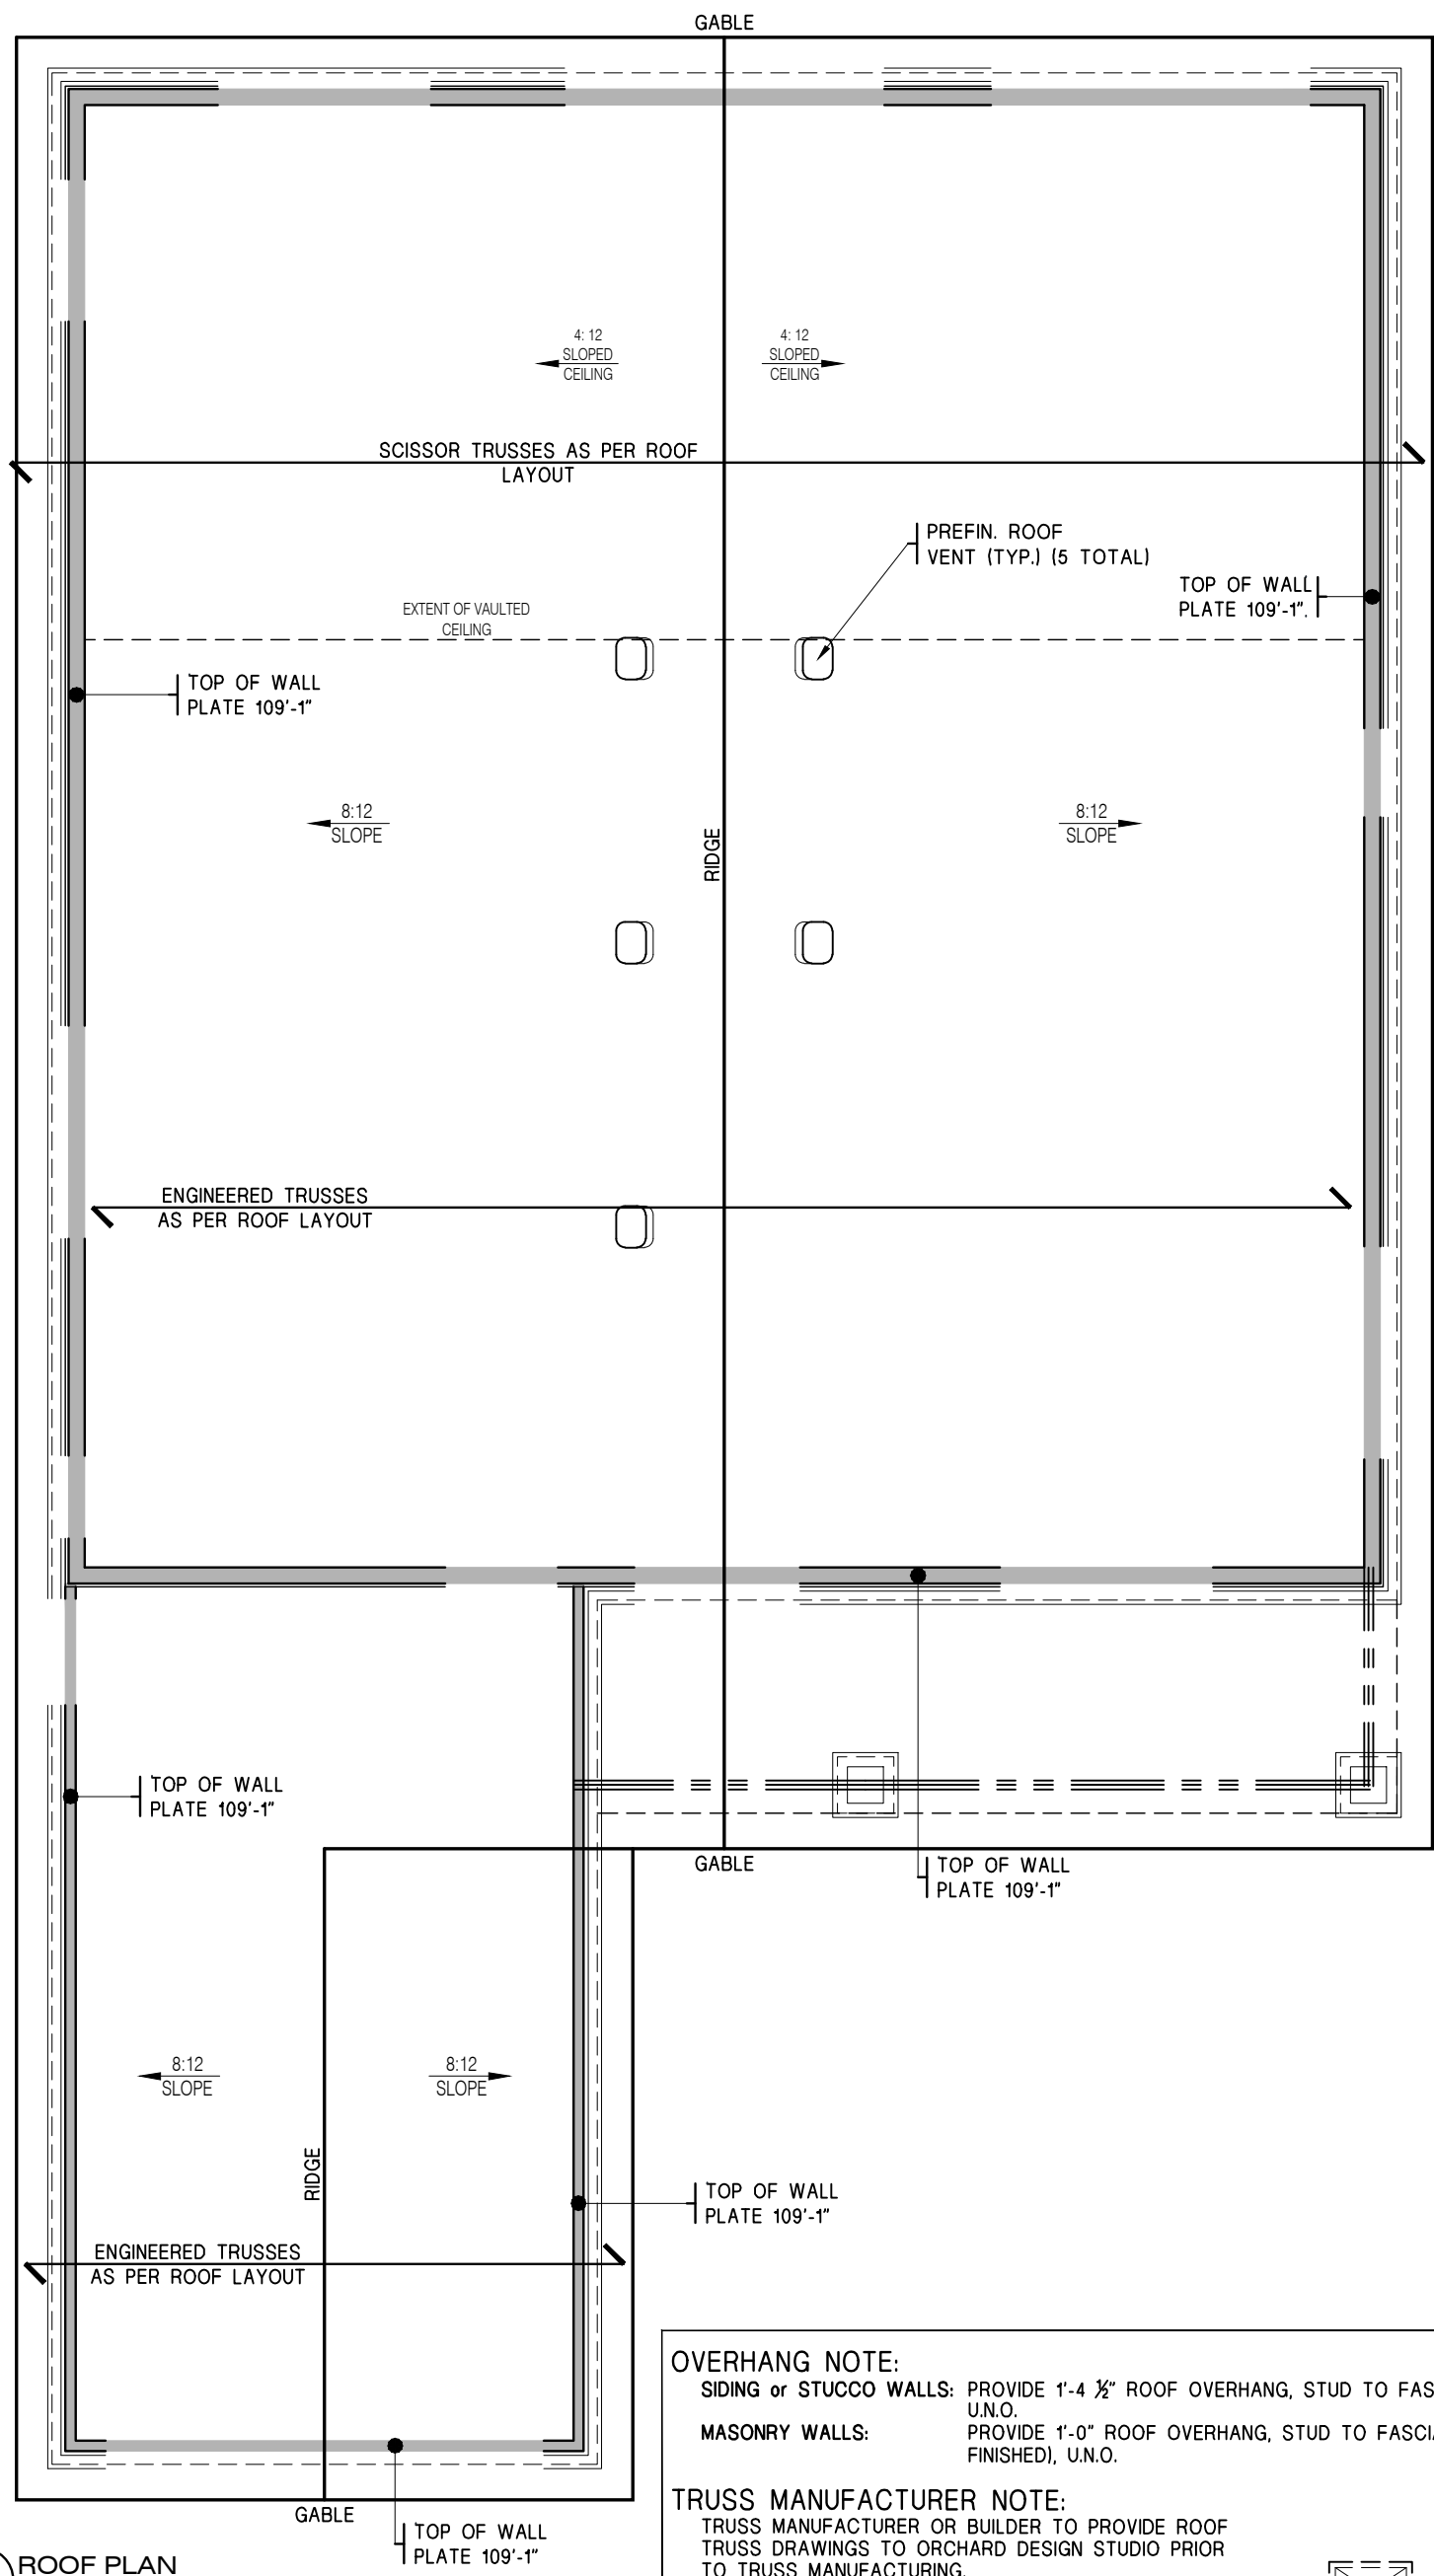 GABLE
4:12
SLOPED
CEILING
4:12
SLOPED
CEILING
SCISSOR TRUSSES AS PER ROOF
LAYOUT
PREFIN. ROOF
VENT (TYP.) (5 TOTAL)
TOP OF WALL
PLATE 109'-1".
EXTENT OF VAULTED
CEILING
TOP OF WALL
PLATE 109'-1"
8:12
SLOPE
8:12
SLOPE
RIDGE
ENGINEERED TRUSSES
AS PER ROOF LAYOUT
TOP OF WALL
PLATE 109'-1"
GABLE
TOP OF WALL
PLATE 109'-1"
8:12
SLOPE
8:12
SLOPE
RIDGE
TOP OF WALL
PLATE 109'-1"
ENGINEERED TRUSSES
AS PER ROOF LAYOUT
OVERHANG NOTE:
SIDING or STUCCO WALLS: PROVIDE 1'-4 ½" ROOF OVERHANG, STUD TO FAS
U.N.O.
MASONRY WALLS: PROVIDE 1'-0" ROOF OVERHANG, STUD TO FASCI
FINISHED), U.N.O.
TRUSS MANUFACTURER NOTE:
TRUSS MANUFACTURER OR BUILDER TO PROVIDE ROOF
TRUSS DRAWINGS TO ORCHARD DESIGN STUDIO PRIOR
TO TRUSS MANUFACTURING.
GABLE
TOP OF WALL
PLATE 109'-1"
ROOF PLAN